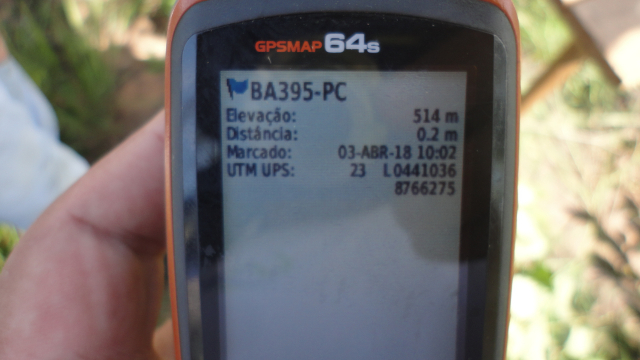 GPSMAP 64s
BA395-PC
Elevação: 514 m
Distância: 0.2 m
Marcado: 03-ABR-18 10:02
UTM UPS: 23 L0441036
8766275